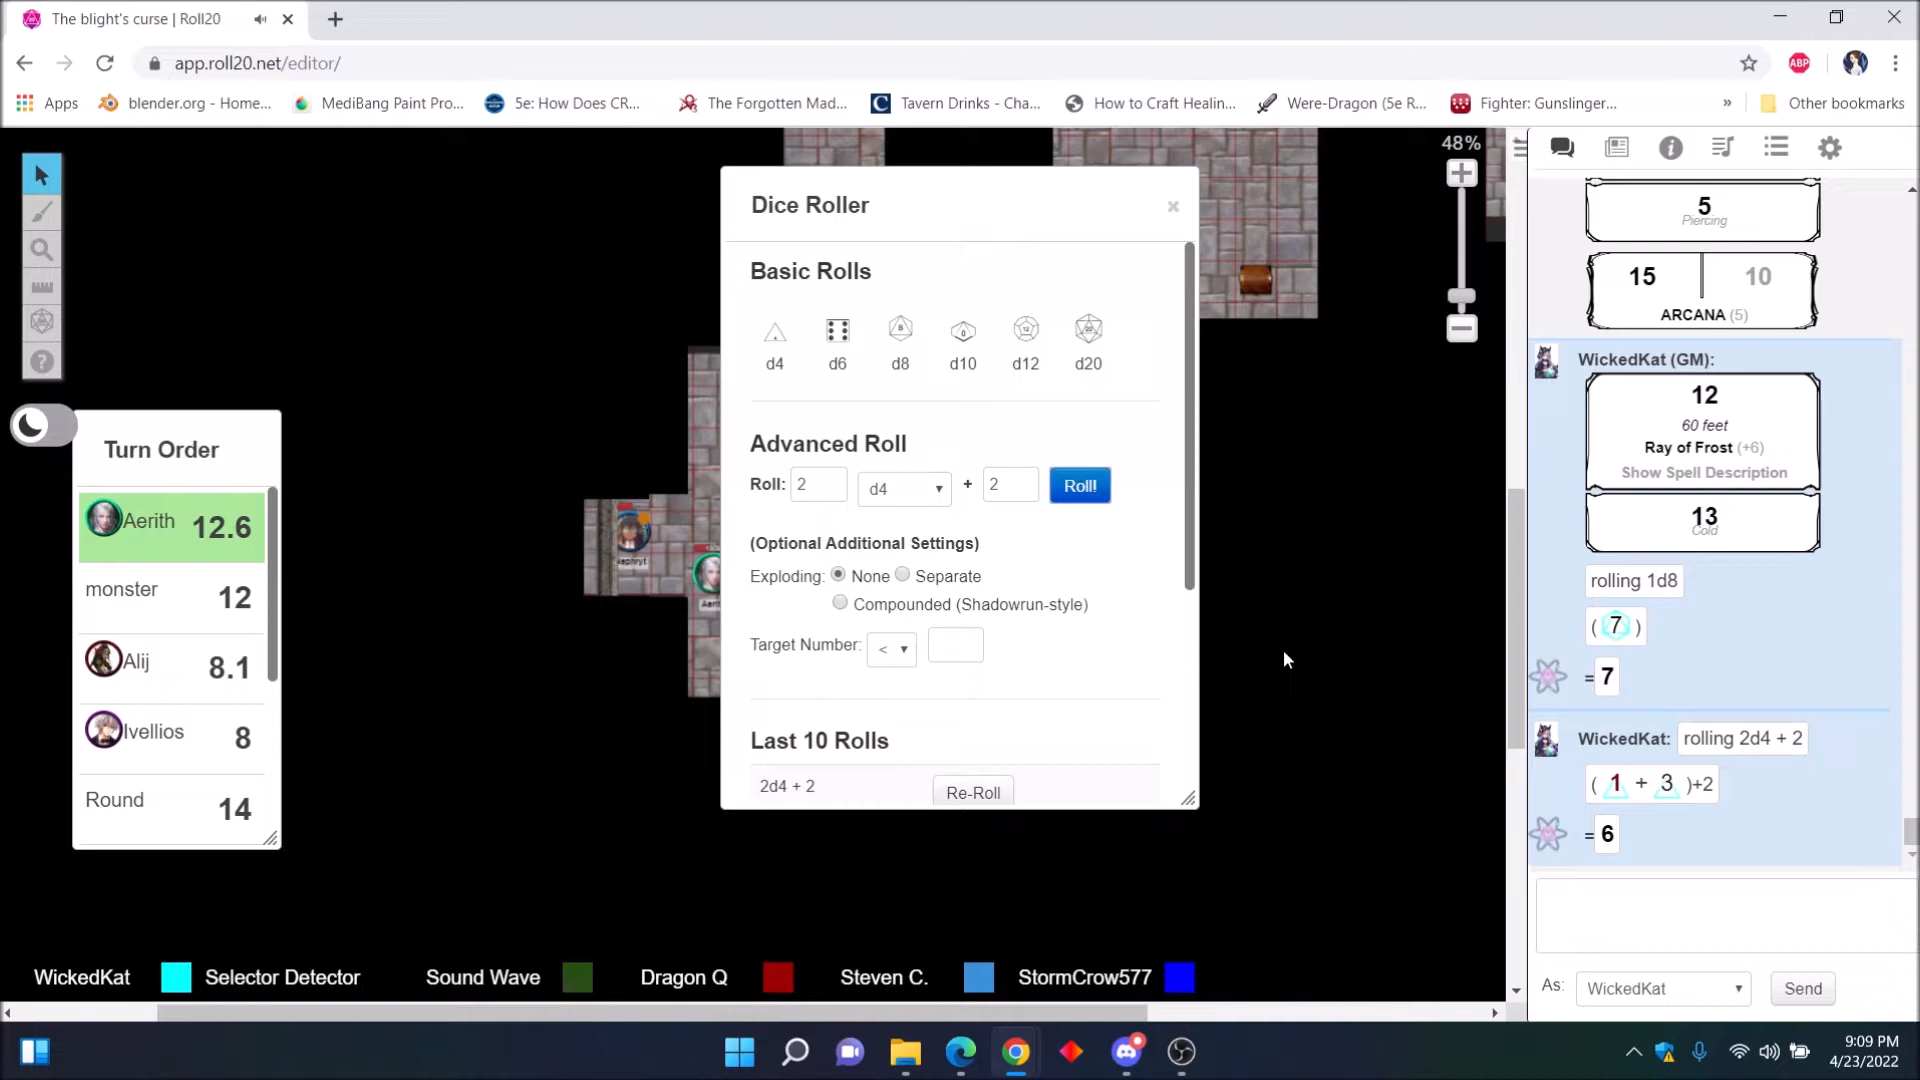 The blight's curse | Roll20
app.roll20.net/editor/
Apps
blender.org - Home...
MediBang Paint Pro...
5e: How Does CR...
The Forgotten Mad...
Tavern Drinks - Cha...
How to Craft Healin...
Were-Dragon (5e R...
Fighter: Gunslinger...
»
Other bookmarks
ABP
48%
Dice Roller
Basic Rolls
d4
d6
d8
d10
d12
d20
Advanced Roll
Roll: 2 d4 + 2 Roll!
(Optional Additional Settings)
Exploding: None Separate
Compounded (Shadowrun-style)
Target Number: <
Last 10 Rolls
2d4 + 2 Re-Roll
Turn Order
Aerith 12.6
monster 12
Alij 8.1
Ivellios 8
Round 14
5
Piercing
15 10
ARCANA (5)
WickedKat (GM):
12
60 feet
Ray of Frost (+6)
Show Spell Description
13
Cold
rolling 1d8
( 7 )
=7
WickedKat: rolling 2d4 + 2
( 1 + 3 )+2
=6
As: WickedKat Send
WickedKat
Selector Detector
Sound Wave
Dragon Q
Steven C.
StormCrow577
9:09 PM
4/23/2022